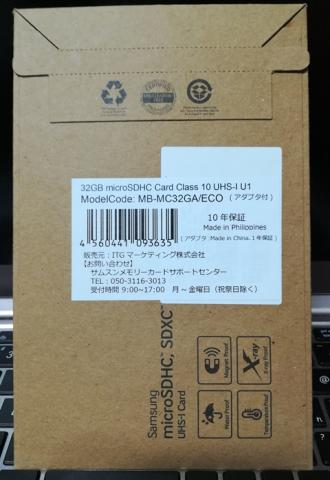 32GB microSDHC Card Class 10 UHS-I U1
ModelCode: MB-MC32GA/ECO (アダプタ付)
4 560441 093635
10年保証
Made in Philippines
(アダプタ:Made in China、1年保証)
販売元:ITG マーケティング株式会社
【お問い合わせ】
サムスンメモリーカードサポートセンター
TEL:050-3116-3013
受付時間 9:00~17:00 月~金曜日(祝祭日除く)
Samsung
microSDHC, SDXC
UHS-I Card
Magnet Proof
X-ray
X-ray Proof
Water Proof
Temperature Proof